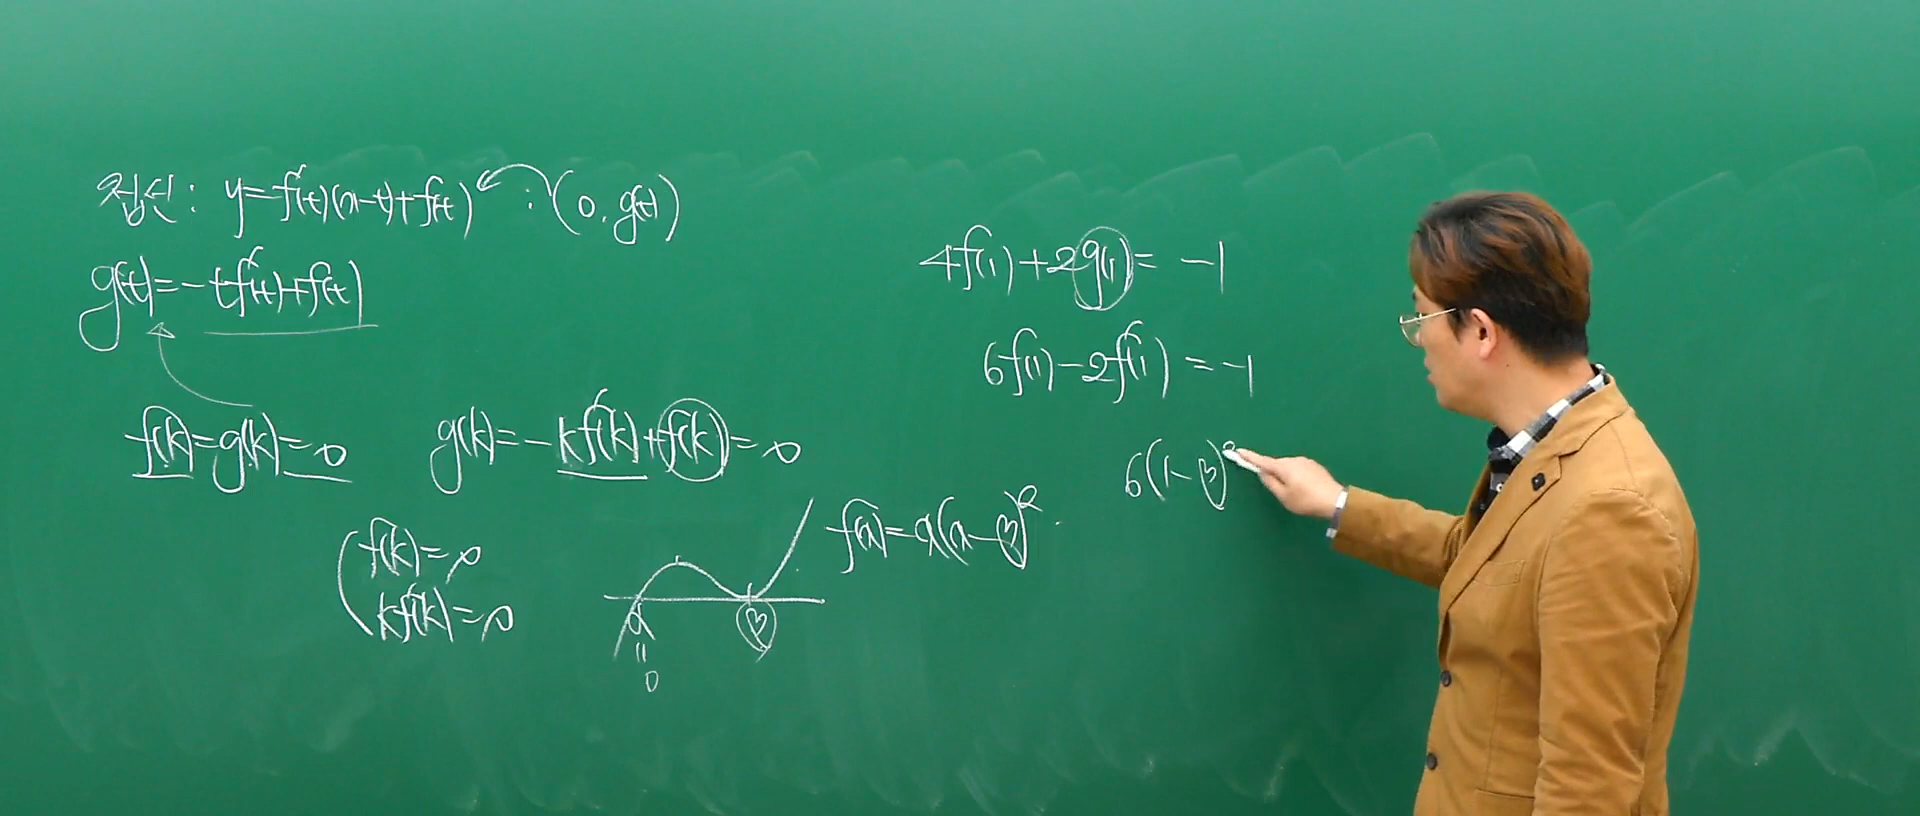 접선: y=f'(t)(x-t)+f(t) : (0, g(t))
g(t)=-tf'(t)+f(t)
f(k)=g(k)=0
g(k)=-kf'(k)+f(k)=0
f(k)=0
kf'(k)=0
α
=
0
β
f(x)=x(x-β)²
4f(1)+2g(1)=-1
6f(1)-2f'(1)=-1
6(1-β)²